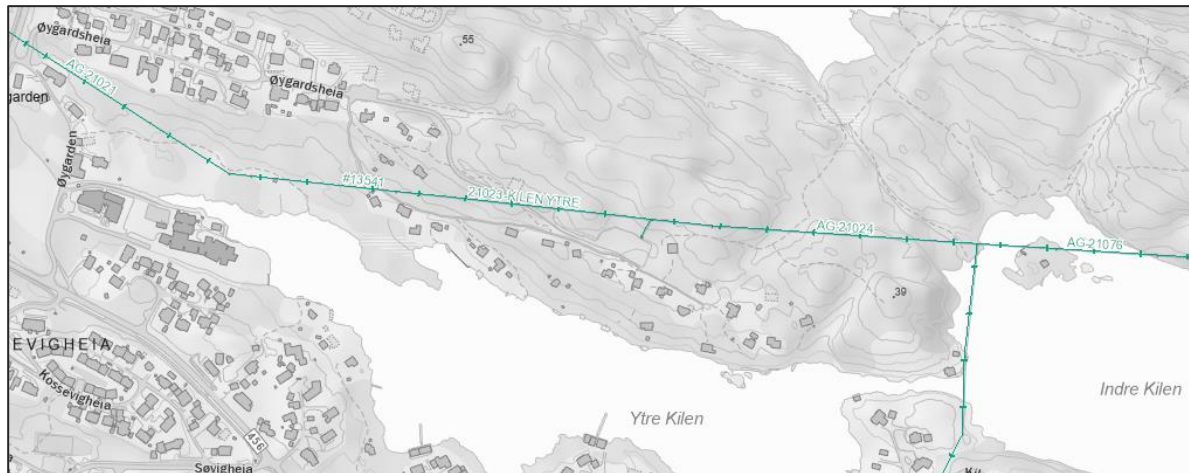 Øygardsheia
55
AG-21021
Øygardsheia
garden
Øygarden
#13541
21023-KILEN YTRE
AG-21024
AG-21076
39
EVIGHEIA
Kossevigheia
456
Søvigheia
Ytre Kilen
Indre Kilen